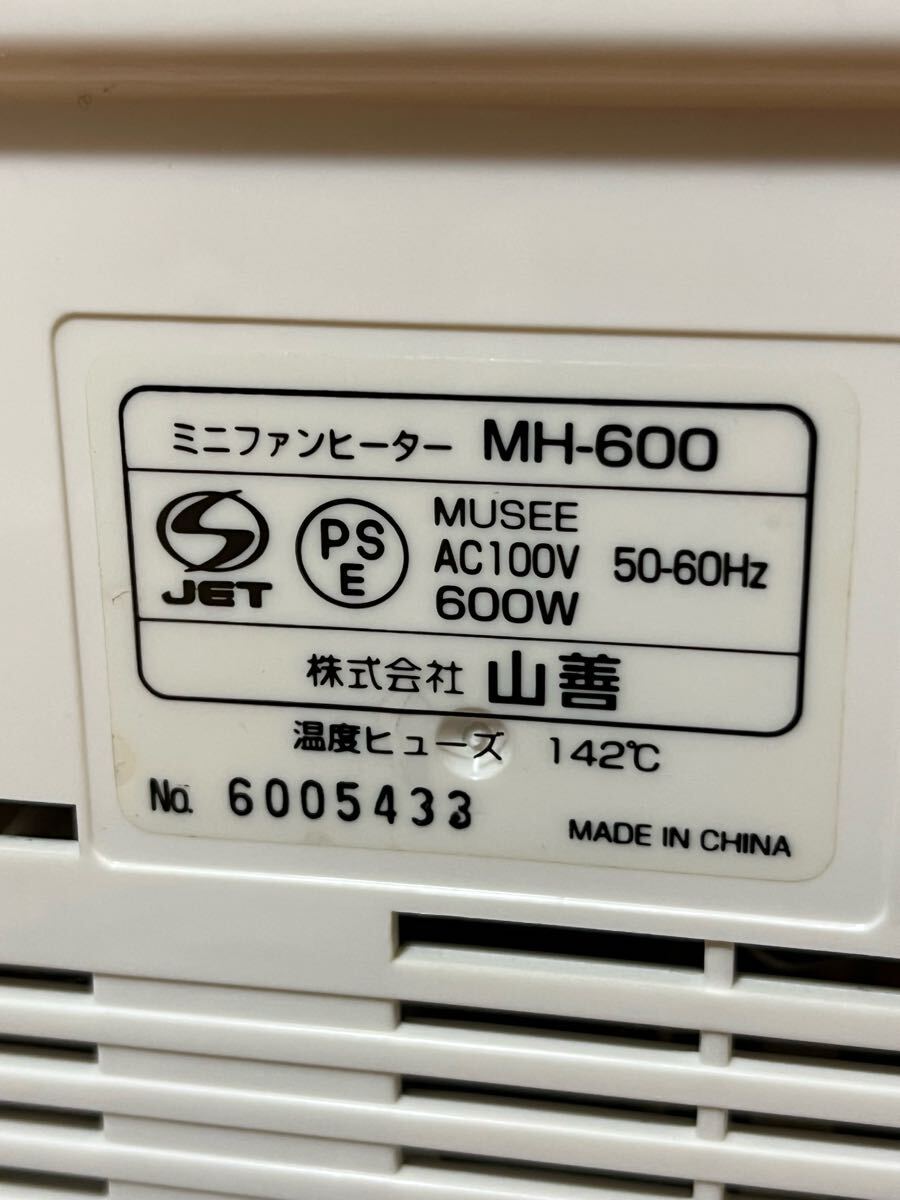 ミニファンヒーター MH-600
JET PSE MUSEE
AC100V 50-60Hz
600W
株式会社 山善
温度ヒューズ 142℃
No. 6005433
MADE IN CHINA